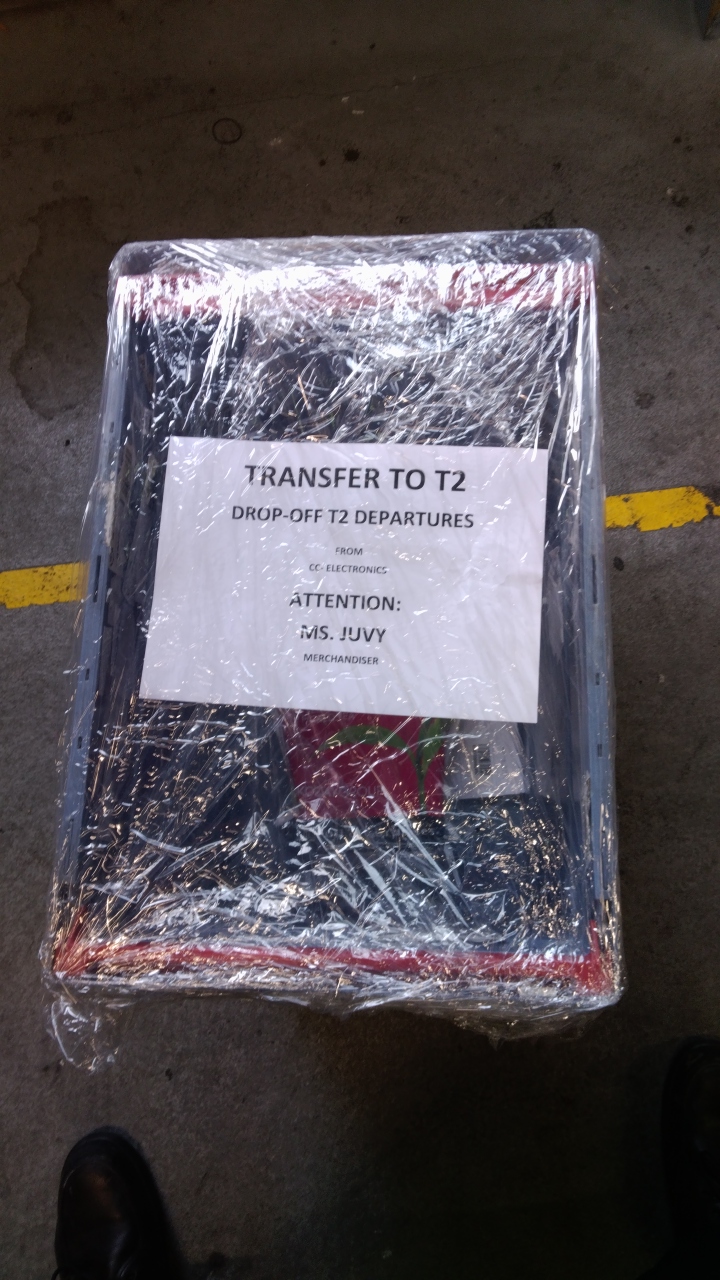 TRANSFER TO T2
DROP-OFF T2 DEPARTURES
FROM
CC- ELECTRONICS
ATTENTION:
MS. JUVY
MERCHANDISER